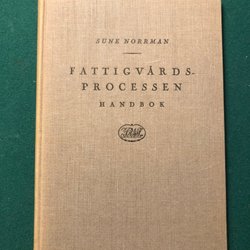 SUNE NORRMAN
FATTIGVÅRDS-
PROCESSEN
HANDBOK